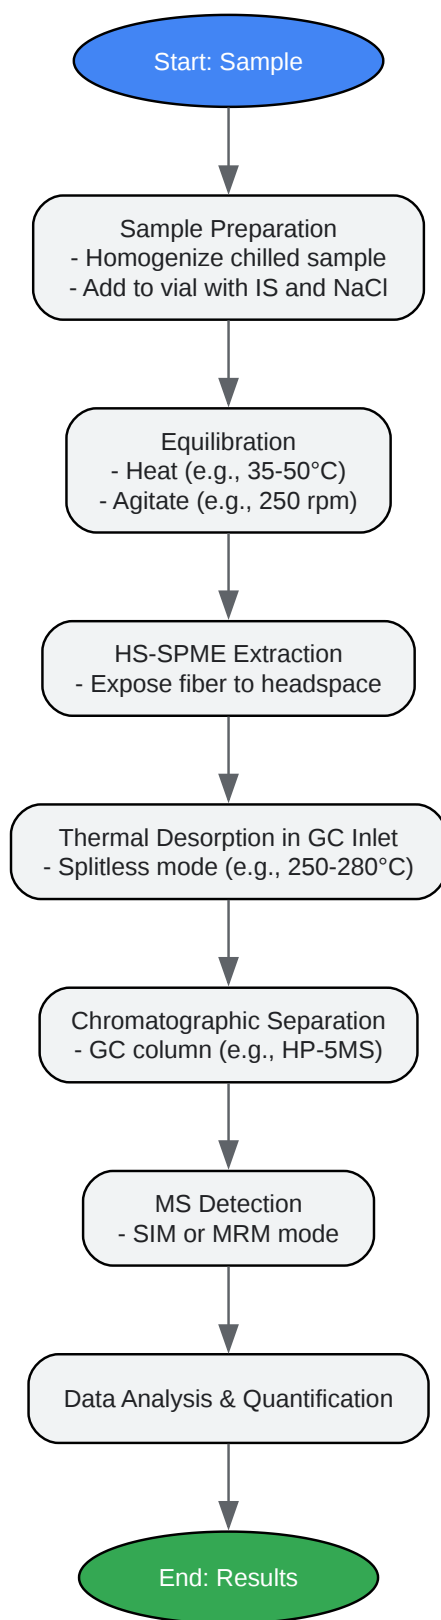 Start: Sample
Sample Preparation
- Homogenize chilled sample
- Add to vial with IS and NaCl
Equilibration
- Heat (e.g., 35-50°C)
- Agitate (e.g., 250 rpm)
HS-SPME Extraction
- Expose fiber to headspace
Thermal Desorption in GC Inlet
- Splitless mode (e.g., 250-280°C)
Chromatographic Separation
- GC column (e.g., HP-5MS)
MS Detection
- SIM or MRM mode
Data Analysis & Quantification
End: Results